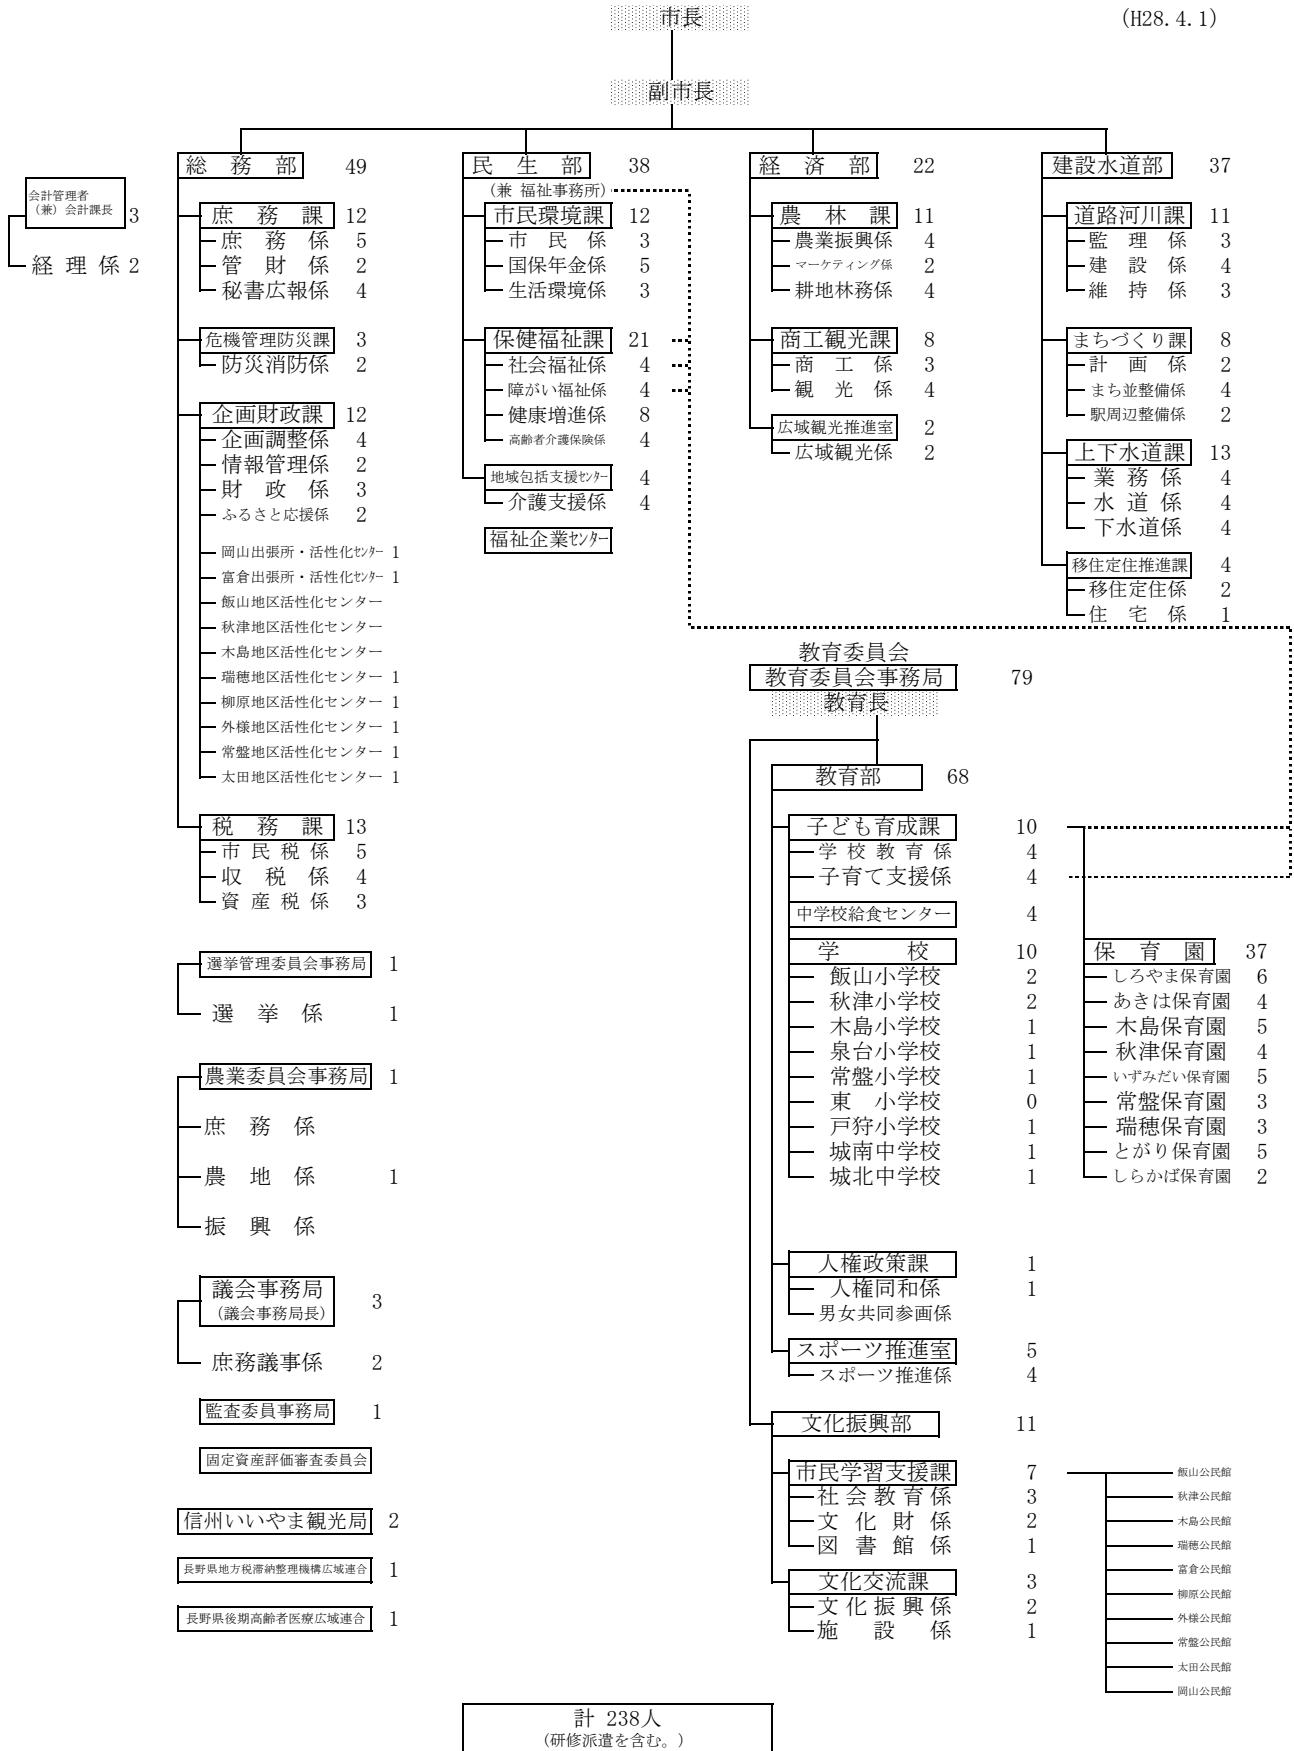 市長
(H28.4.1)
副市長
会計管理者
(兼)会計課長 3
経理係 2
総務部 49
庶務課 12
庶務係 5
管財係 2
秘書広報係 4
危機管理防災課 3
防災消防係 2
企画財政課 12
企画調整係 4
情報管理係 2
財政係 3
ふるさと応援係 2
岡山出張所・活性化センター 1
富倉出張所・活性化センター 1
飯山地区活性化センター
秋津地区活性化センター
木島地区活性化センター
瑞穂地区活性化センター 1
柳原地区活性化センター 1
外様地区活性化センター 1
常盤地区活性化センター 1
太田地区活性化センター 1
税務課 13
市民税係 5
収税係 4
資産税係 3
選挙管理委員会事務局 1
選挙係 1
農業委員会事務局 1
庶務係
農地係 1
振興係
議会事務局
(議会事務局長) 3
庶務議事係 2
監査委員事務局 1
固定資産評価審査委員会
信州いいやま観光局 2
長野県地方税滞納整理機構広域連合 1
長野県後期高齢者医療広域連合 1
民生部 38
(兼 福祉事務所)
市民環境課 12
市民係 3
国保年金係 5
生活環境係 3
保健福祉課 21
社会福祉係 4
障がい福祉係 4
健康増進係 8
高齢者介護保険係 4
地域包括支援センター 4
介護支援係 4
福祉企業センター
経済部 22
農林課 11
農業振興係 4
マーケティング係 2
耕地林務係 4
商工観光課 8
商工係 3
観光係 4
広域観光推進室 2
広域観光係 2
建設水道部 37
道路河川課 11
監理係 3
建設係 4
維持係 3
まちづくり課 8
計画係 2
まち並整備係 4
駅周辺整備係 2
上下水道課 13
業務係 4
水道係 4
下水道係 4
移住定住推進課 4
移住定住係 2
住宅係 1
教育委員会
教育委員会事務局 79
教育長
教育部 68
子ども育成課 10
学校教育係 4
子育て支援係 4
中学校給食センター 4
学校 10
飯山小学校 2
秋津小学校 2
木島小学校 1
泉台小学校 1
常盤小学校 1
東小学校 0
戸狩小学校 1
城南中学校 1
城北中学校 1
保育園 37
しろやま保育園 6
あきは保育園 4
木島保育園 5
秋津保育園 4
いずみだい保育園 5
常盤保育園 3
瑞穂保育園 3
とがり保育園 5
しらかば保育園 2
人権政策課 1
人権同和係 1
男女共同参画係
スポーツ推進室 5
スポーツ推進係 4
文化振興部 11
市民学習支援課 7
社会教育係 3
文化財係 2
図書館係 1
文化交流課 3
文化振興係 2
施設係 1
飯山公民館
秋津公民館
木島公民館
瑞穂公民館
富倉公民館
柳原公民館
外様公民館
常盤公民館
太田公民館
岡山公民館
計 238人
(研修派遣を含む。)